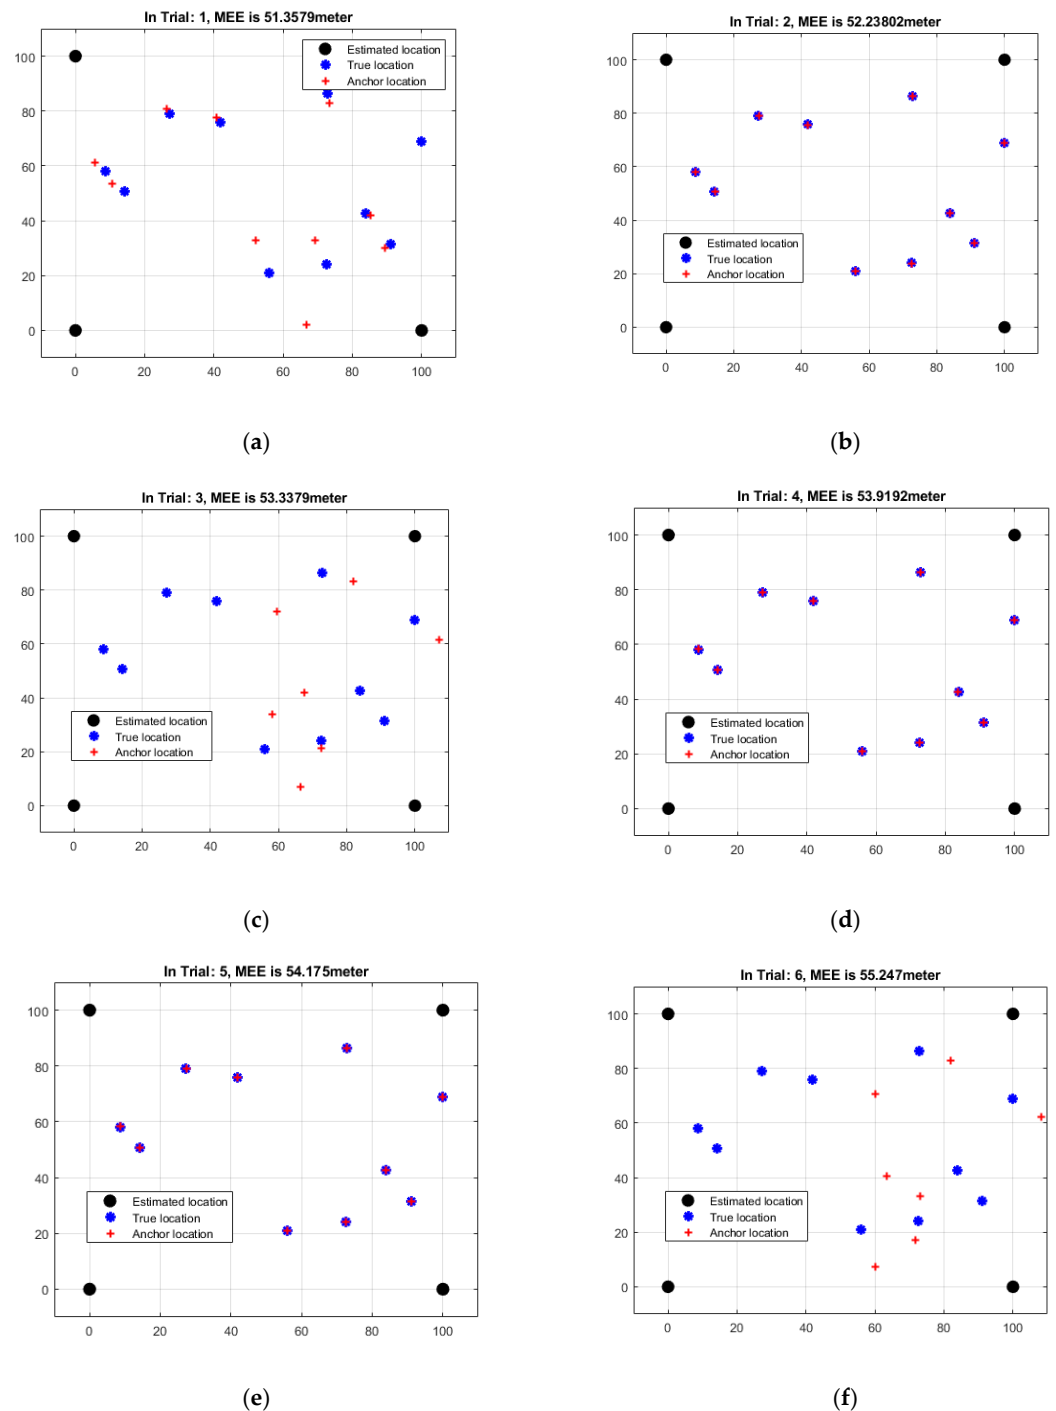 In Trial: 1, MEE is 51.3579meter
100
80
60
40
20
0
0 20 40 60 80 100
Estimated location
True location
Anchor location
(a)
In Trial: 2, MEE is 52.23802meter
100
80
60
40
20
0
0 20 40 60 80 100
Estimated location
True location
Anchor location
(b)
In Trial: 3, MEE is 53.3379meter
100
80
60
40
20
0
0 20 40 60 80 100
Estimated location
True location
Anchor location
(c)
In Trial: 4, MEE is 53.9192meter
100
80
60
40
20
0
0 20 40 60 80 100
Estimated location
True location
Anchor location
(d)
In Trial: 5, MEE is 54.175meter
100
80
60
40
20
0
0 20 40 60 80 100
Estimated location
True location
Anchor location
(e)
In Trial: 6, MEE is 55.247meter
100
80
60
40
20
0
0 20 40 60 80 100
Estimated location
True location
Anchor location
(f)